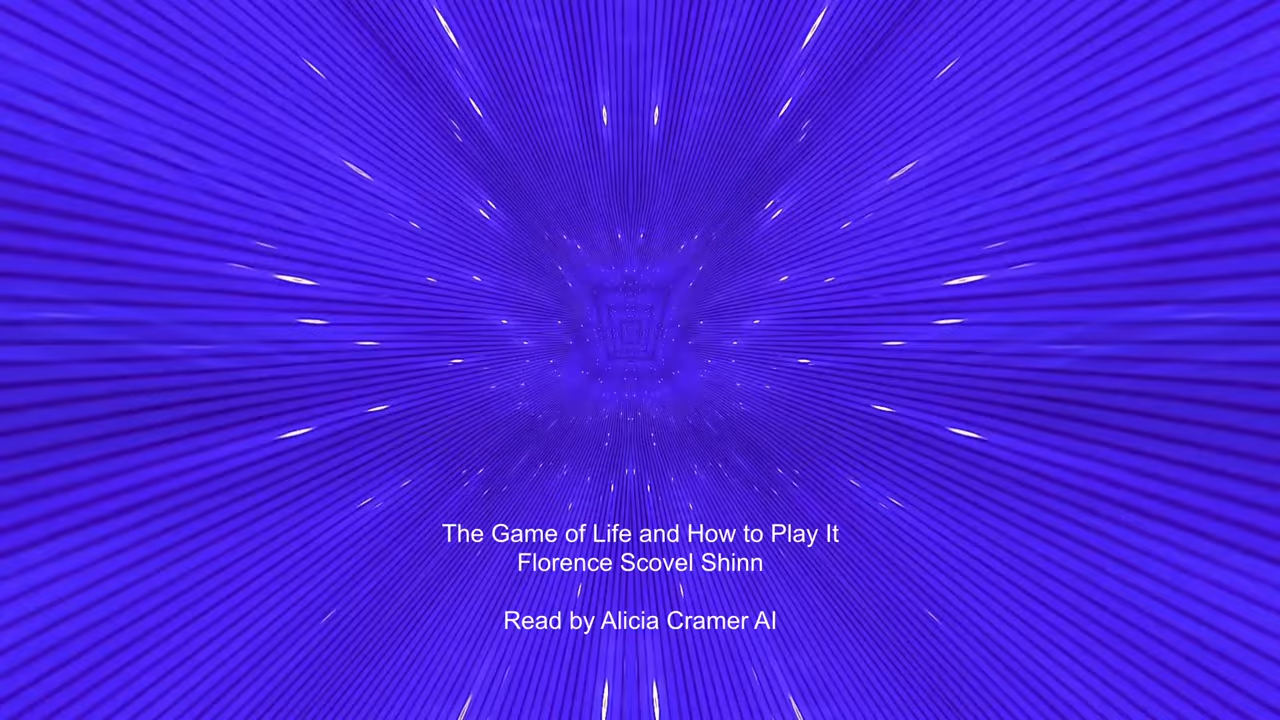 The Game of Life and How to Play It
Florence Scovel Shinn
Read by Alicia Cramer AI